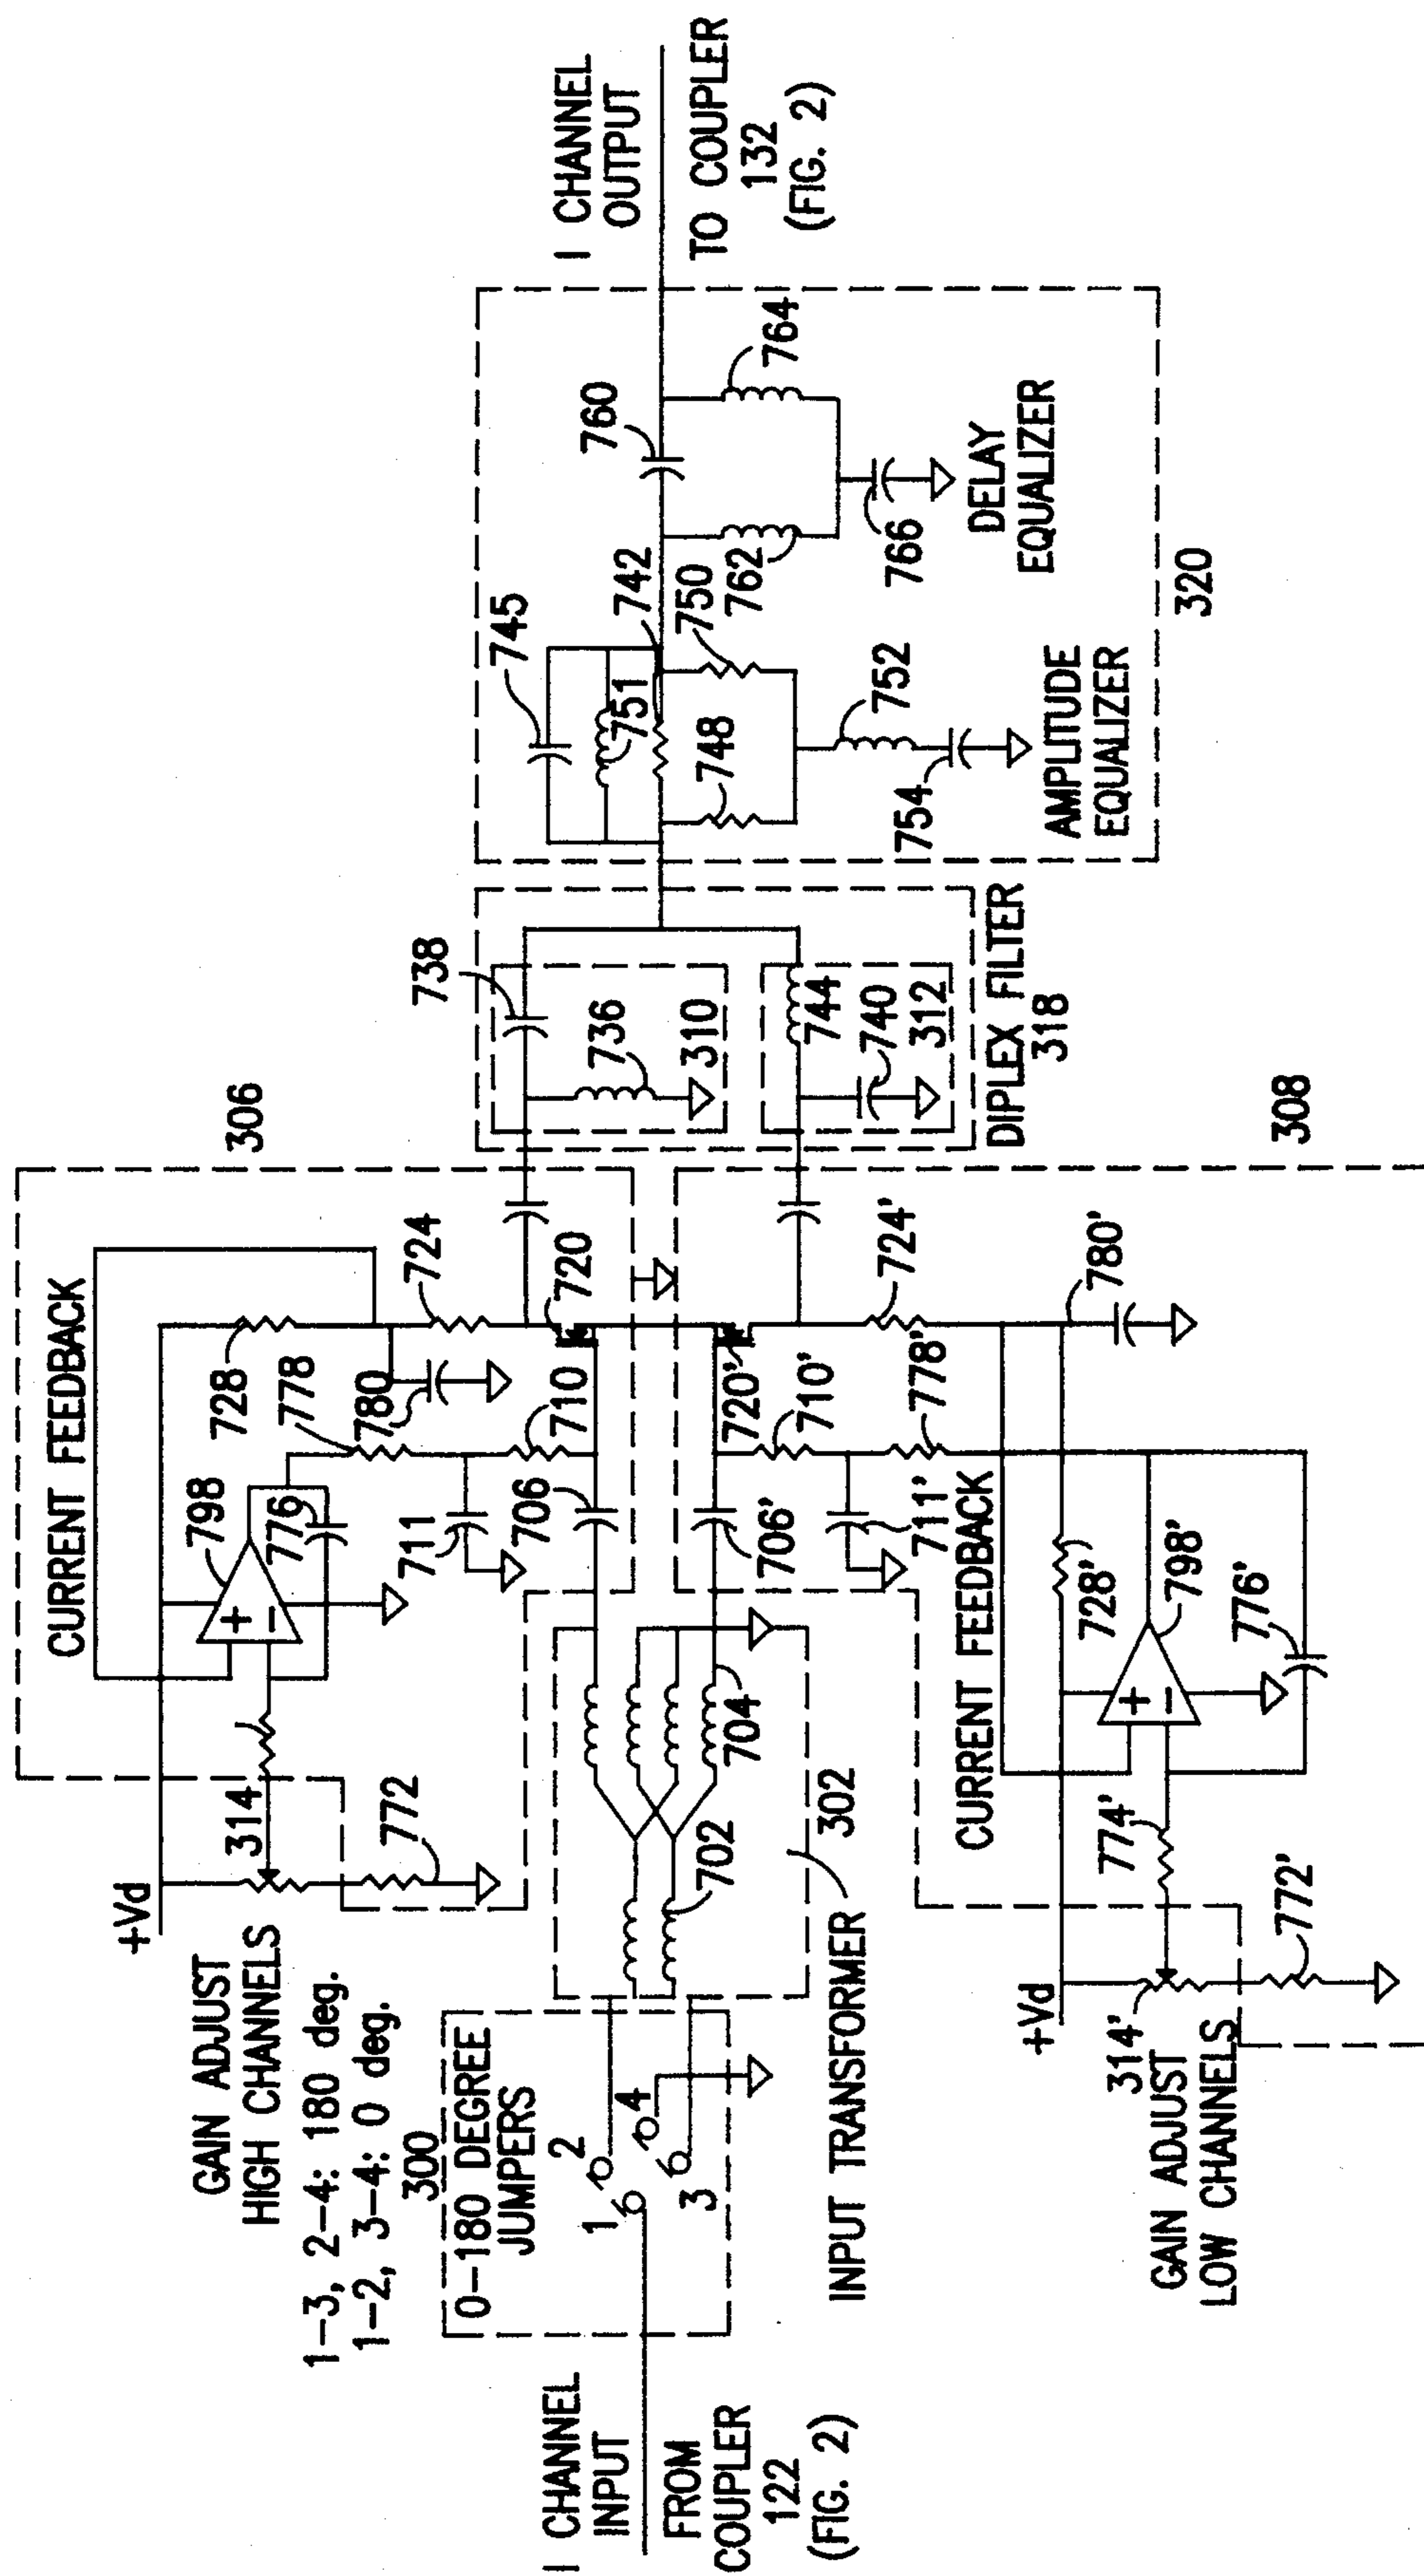 CURRENT FEEDBACK
306
+Vd
314
798
776
728
724
778
780
772
711
710
720
706
GAIN ADJUST
HIGH CHANNELS
1-3, 2-4: 180 deg.
1-2, 3-4: 0 deg.
300
0-180 DEGREE
JUMPERS
1
2
3
4
I CHANNEL
INPUT
FROM
COUPLER
122
(FIG. 2)
702
704
302
INPUT TRANSFORMER
706'
720'
710'
711'
778'
724'
780'
308
CURRENT FEEDBACK
+Vd
728'
798'
776'
774'
772'
314'
GAIN ADJUST
LOW CHANNELS
738
736
310
744
740
312
DIPLEX FILTER
318
745
751
742
748
750
752
754
AMPLITUDE
EQUALIZER
760
762
764
766
DELAY
EQUALIZER
320
I CHANNEL
OUTPUT
TO COUPLER
132
(FIG. 2)